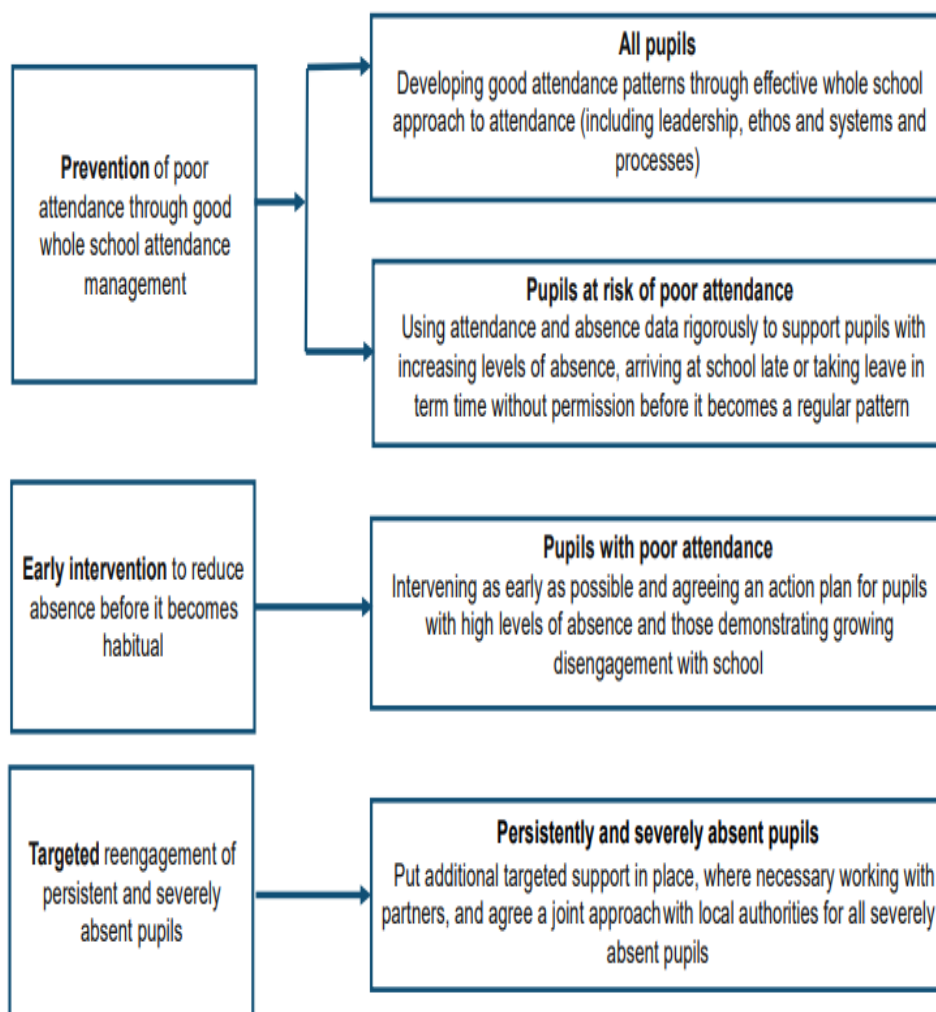 Prevention of poor
attendance through good
whole school attendance
management
All pupils
Developing good attendance patterns through effective whole school
approach to attendance (including leadership, ethos and systems and
processes)
Pupils at risk of poor attendance
Using attendance and absence data rigorously to support pupils with
increasing levels of absence, arriving at school late or taking leave in
term time without permission before it becomes a regular pattern
Early intervention to reduce
absence before it becomes
habitual
Pupils with poor attendance
Intervening as early as possible and agreeing an action plan for pupils
with high levels of absence and those demonstrating growing
disengagement with school
Targeted reengagement of
persistent and severely
absent pupils
Persistently and severely absent pupils
Put additional targeted support in place, where necessary working with
partners, and agree a joint approach with local authorities for all severely
absent pupils